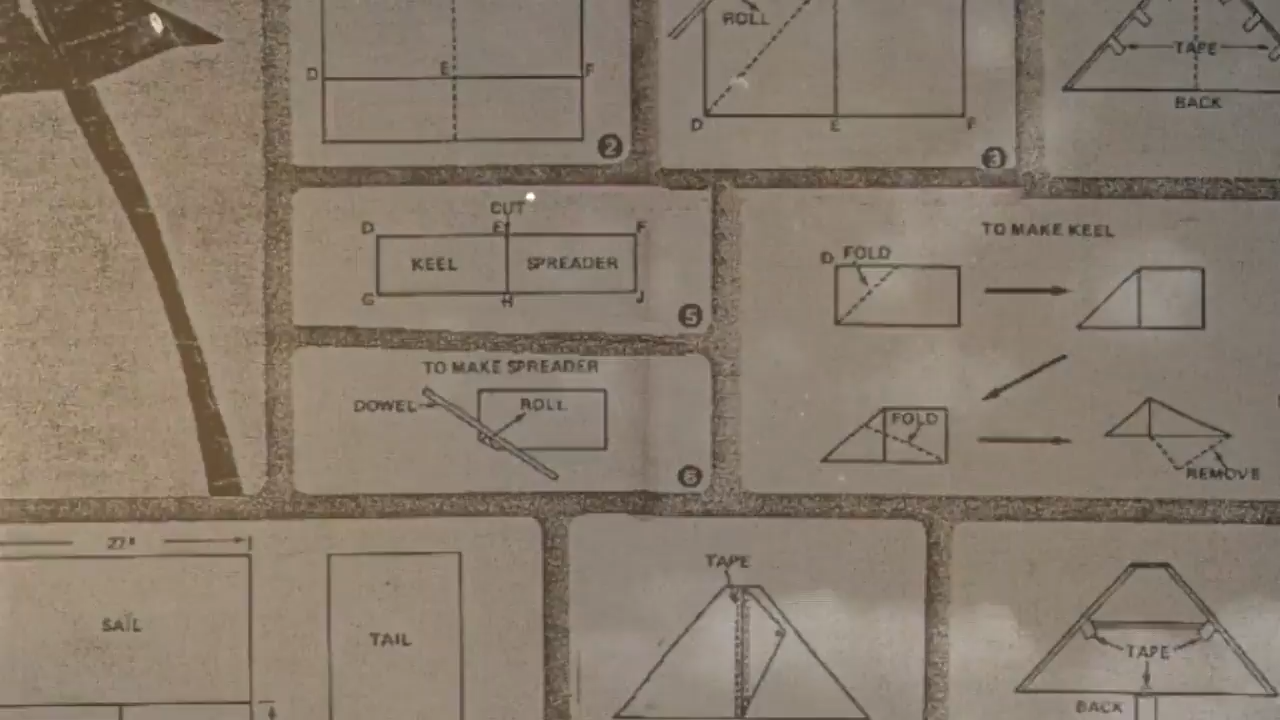 ROLL
D E F
2
D E F
3
TAPE
BACK
CUT
D E F
KEEL SPREADER
G H J
5
TO MAKE SPREADER
DOWEL ROLL
6
TO MAKE KEEL
D FOLD
FOLD
REMOVE
27"
SAIL
TAIL
TAPE
TAPE
BACK